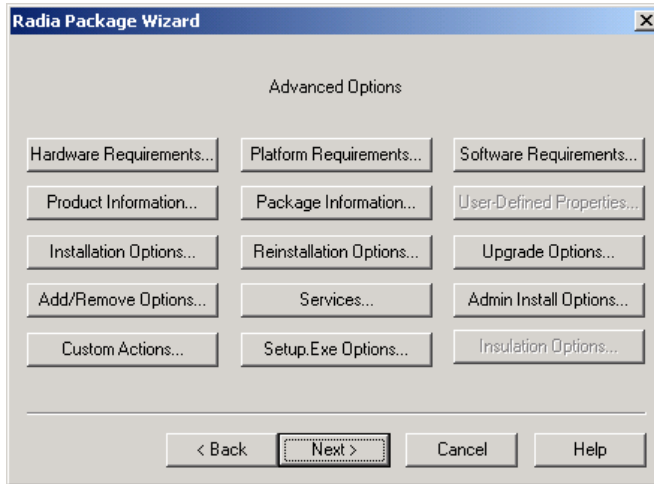 Radia Package Wizard
Advanced Options
Hardware Requirements... Platform Requirements... Software Requirements...
Product Information... Package Information... User-Defined Properties...
Installation Options... Reinstallation Options... Upgrade Options...
Add/Remove Options... Services... Admin Install Options...
Custom Actions... Setup.Exe Options... Insulation Options...
< Back Next > Cancel Help